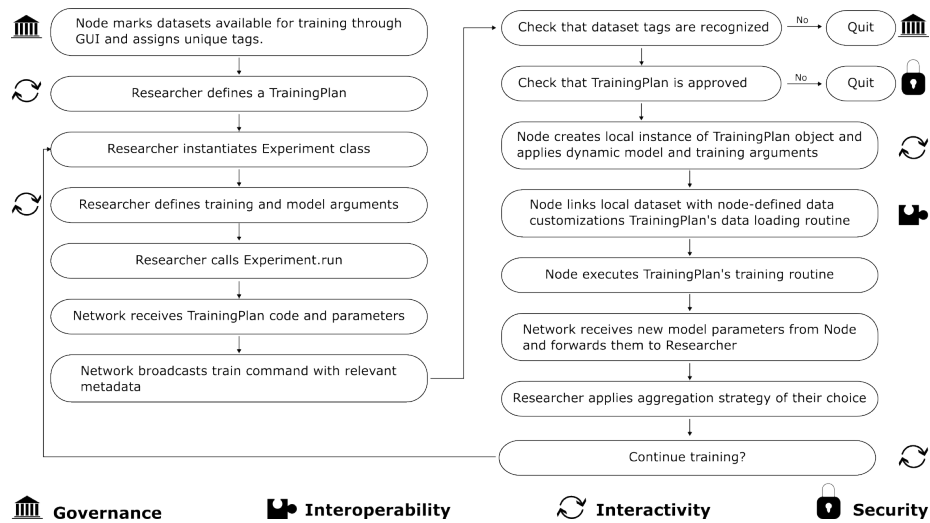 Node marks datasets available for training through
GUI and assigns unique tags.
Researcher defines a TrainingPlan
Researcher instantiates Experiment class
Researcher defines training and model arguments
Researcher calls Experiment.run
Network receives TrainingPlan code and parameters
Network broadcasts train command with relevant
metadata
Check that dataset tags are recognized
No
Quit
Check that TrainingPlan is approved
No
Quit
Node creates local instance of TrainingPlan object and
applies dynamic model and training arguments
Node links local dataset with node-defined data
customizations TrainingPlan's data loading routine
Node executes TrainingPlan's training routine
Network receives new model parameters from Node
and forwards them to Researcher
Researcher applies aggregation strategy of their choice
Continue training?
Governance
Interoperability
Interactivity
Security